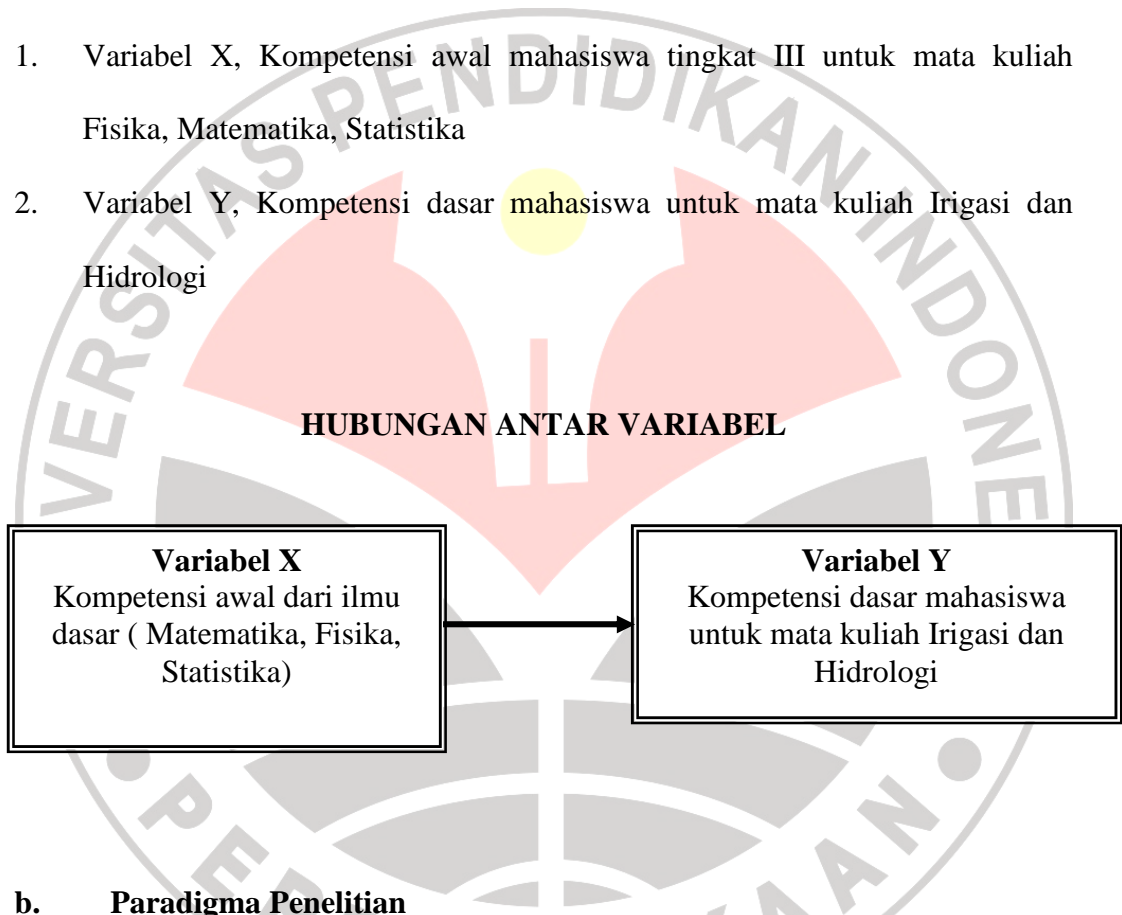 1. Variabel X, Kompetensi awal mahasiswa tingkat III untuk mata kuliah
Fisika, Matematika, Statistika
2. Variabel Y, Kompetensi dasar mahasiswa untuk mata kuliah Irigasi dan
Hidrologi
HUBUNGAN ANTAR VARIABEL
Variabel X
Kompetensi awal dari ilmu
dasar ( Matematika, Fisika,
Statistika)
Variabel Y
Kompetensi dasar mahasiswa
untuk mata kuliah Irigasi dan
Hidrologi
b. Paradigma Penelitian